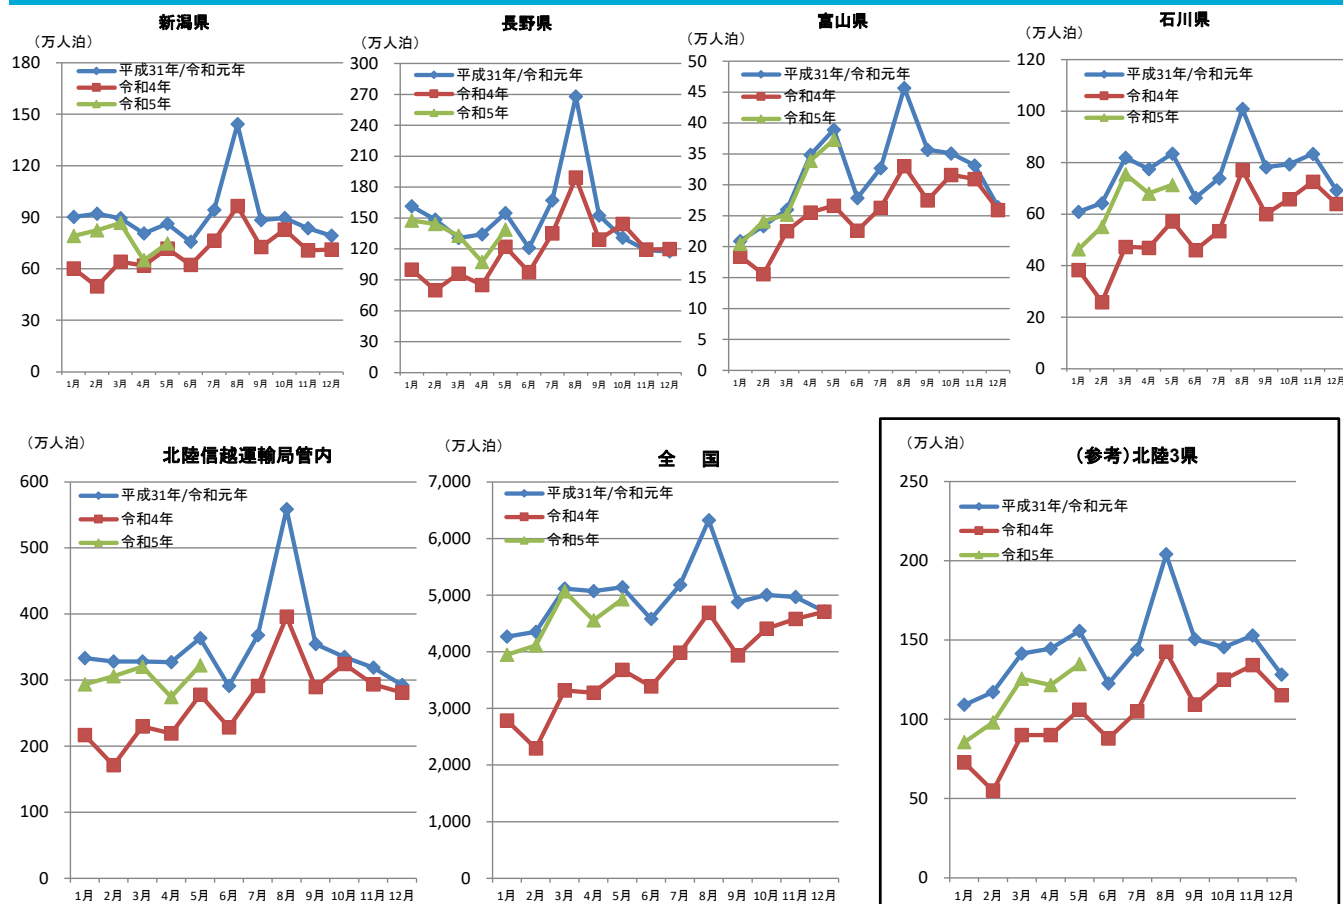 新潟県
(万人泊)
180
150
120
90
60
30
0
平成31年/令和元年
令和4年
令和5年
1月 2月 3月 4月 5月 6月 7月 8月 9月 10月 11月 12月
長野県
(万人泊)
300
270
240
210
180
150
120
90
60
30
0
平成31年/令和元年
令和4年
令和5年
1月 2月 3月 4月 5月 6月 7月 8月 9月 10月 11月 12月
富山県
(万人泊)
50
45
40
35
30
25
20
15
10
5
0
平成31年/令和元年
令和4年
令和5年
1月 2月 3月 4月 5月 6月 7月 8月 9月 10月 11月 12月
石川県
(万人泊)
120
100
80
60
40
20
0
平成31年/令和元年
令和4年
令和5年
1月 2月 3月 4月 5月 6月 7月 8月 9月 10月 11月 12月
北陸信越運輸局管内
(万人泊)
600
500
400
300
200
100
0
平成31年/令和元年
令和4年
令和5年
1月 2月 3月 4月 5月 6月 7月 8月 9月 10月 11月 12月
全 国
(万人泊)
7,000
6,000
5,000
4,000
3,000
2,000
1,000
0
平成31年/令和元年
令和4年
令和5年
1月 2月 3月 4月 5月 6月 7月 8月 9月 10月 11月 12月
(参考)北陸3県
(万人泊)
250
200
150
100
50
0
平成31年/令和元年
令和4年
令和5年
1月 2月 3月 4月 5月 6月 7月 8月 9月 10月 11月 12月